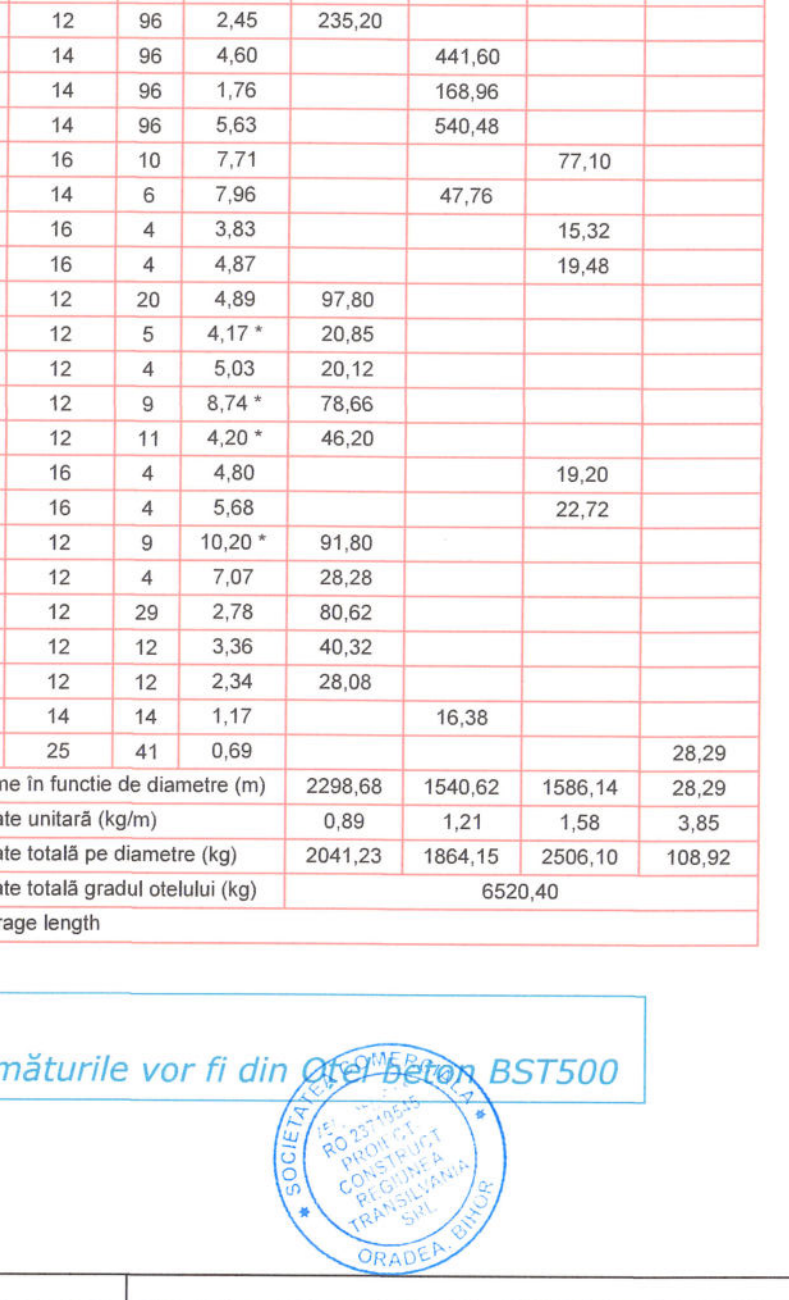 12 96 2,45 235,20
14 96 4,60 441,60
14 96 1,76 168,96
14 96 5,63 540,48
16 10 7,71 77,10
14 6 7,96 47,76
16 4 3,83 15,32
16 4 4,87 19,48
12 20 4,89 97,80
12 5 4,17 * 20,85
12 4 5,03 20,12
12 9 8,74 * 78,66
12 11 4,20 * 46,20
16 4 4,80 19,20
16 4 5,68 22,72
12 9 10,20 * 91,80
12 4 7,07 28,28
12 29 2,78 80,62
12 12 3,36 40,32
12 12 2,34 28,08
14 14 1,17 16,38
25 41 0,69 28,29
me în functie de diametre (m) 2298,68 1540,62 1586,14 28,29
ate unitarã (kg/m) 0,89 1,21 1,58 3,85
ate totalã pe diametre (kg) 2041,23 1864,15 2506,10 108,92
ate totalã gradul otelului (kg) 6520,40
rage length
măturile vor fi din Otel beton BST500
SOCIETATEA COMERCIALA
RO 23719545
PROIECT
CONSTRUCT
REGIUNEA
TRANSILVANIA
SRL
ORADEA, BIHOR